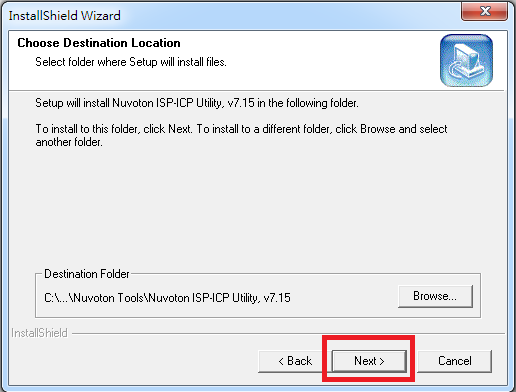 InstallShield Wizard
Choose Destination Location
Select folder where Setup will install files.
Setup will install Nuvoton ISP-ICP Utility, v7.15 in the following folder.
To install to this folder, click Next. To install to a different folder, click Browse and select
another folder.
Destination Folder
C:\...\Nuvoton Tools\Nuvoton ISP-ICP Utility, v7.15
Browse...
InstallShield
< Back
Next >
Cancel